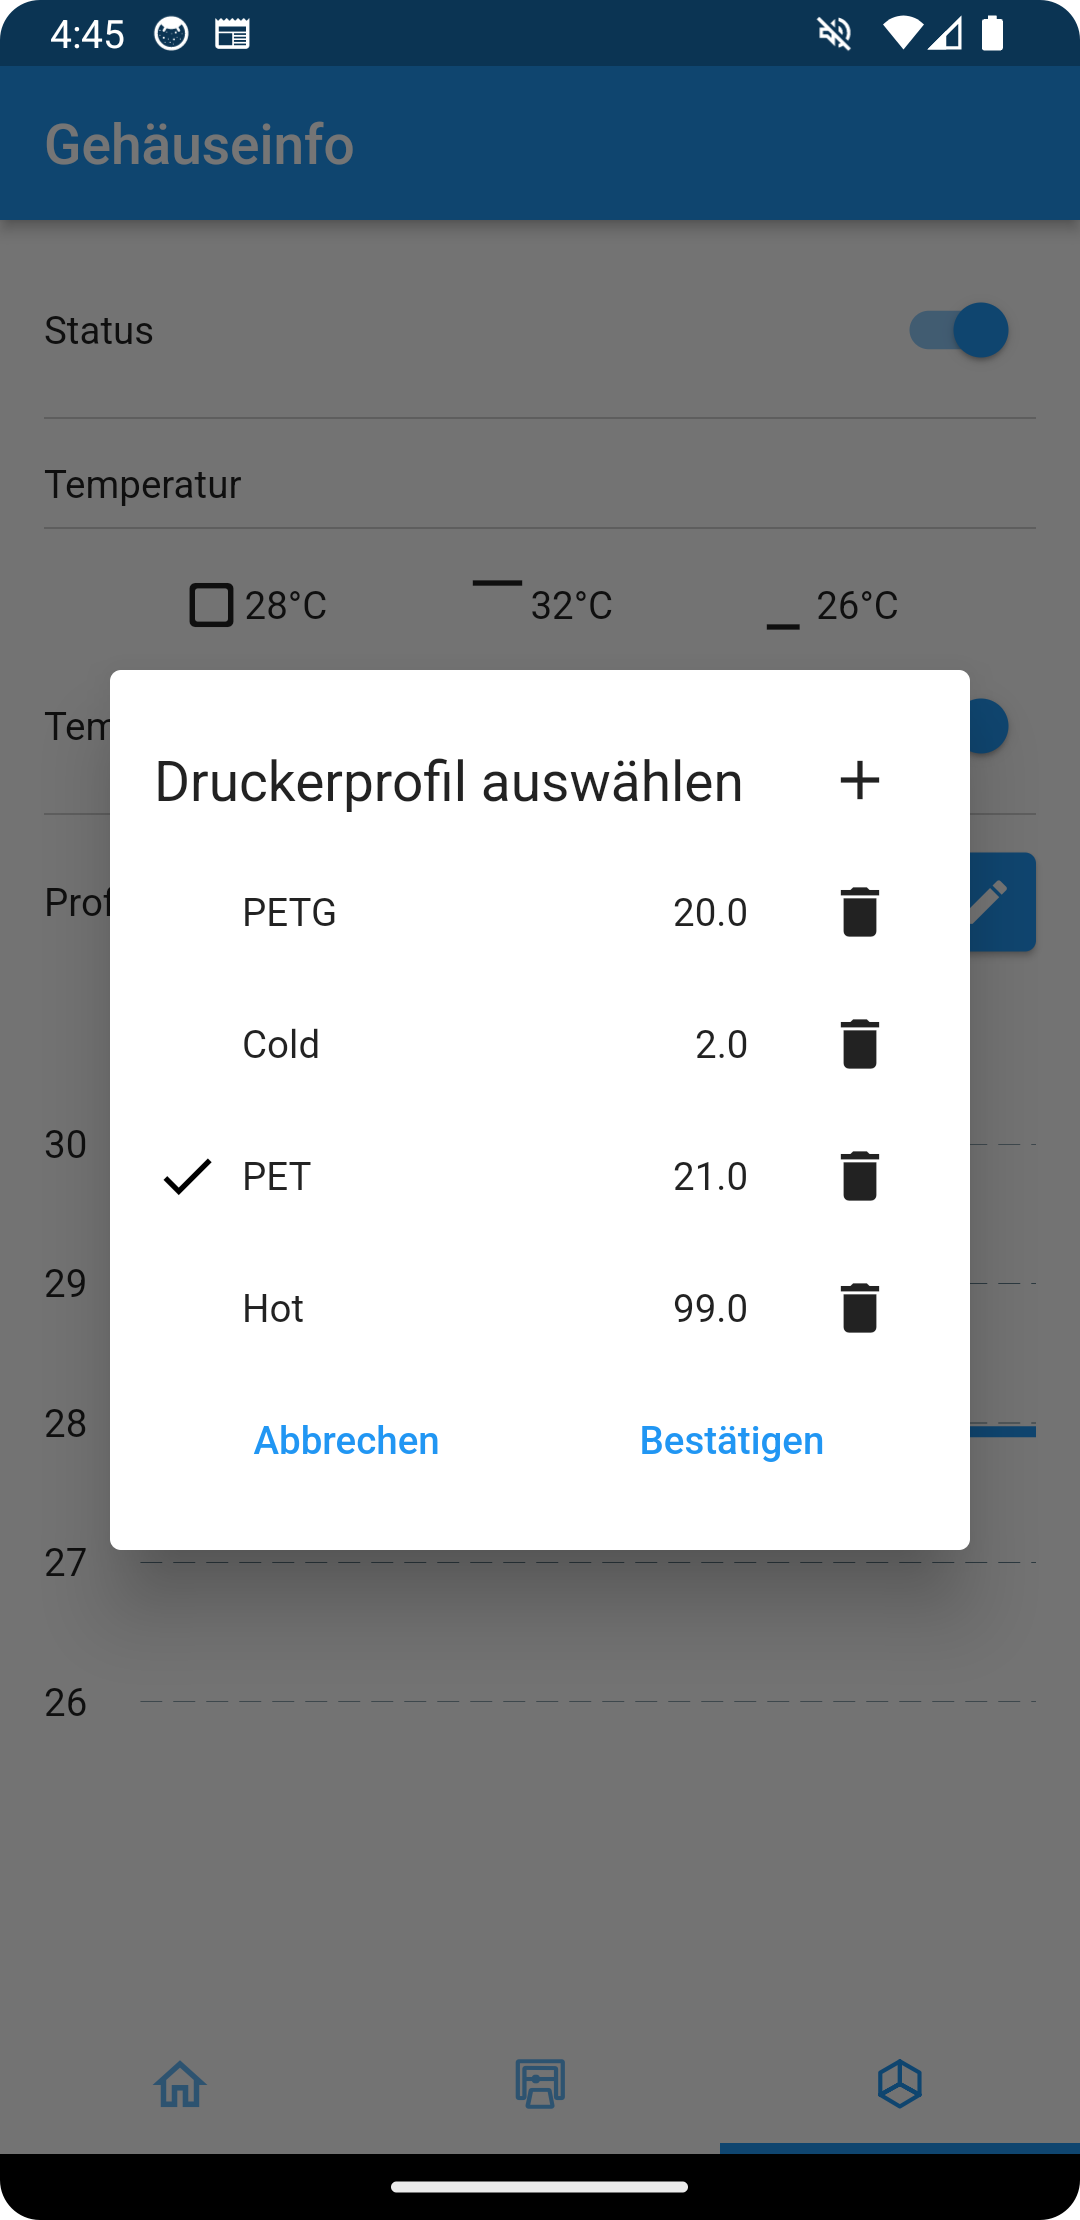 4:45
Gehäuseinfo
Status
Temperatur
28°C 32°C 26°C
Tem
Druckerprofil auswählen
Prof
PETG 20.0
Cold 2.0
30
PET 21.0
29
Hot 99.0
28
Abbrechen Bestätigen
27
26